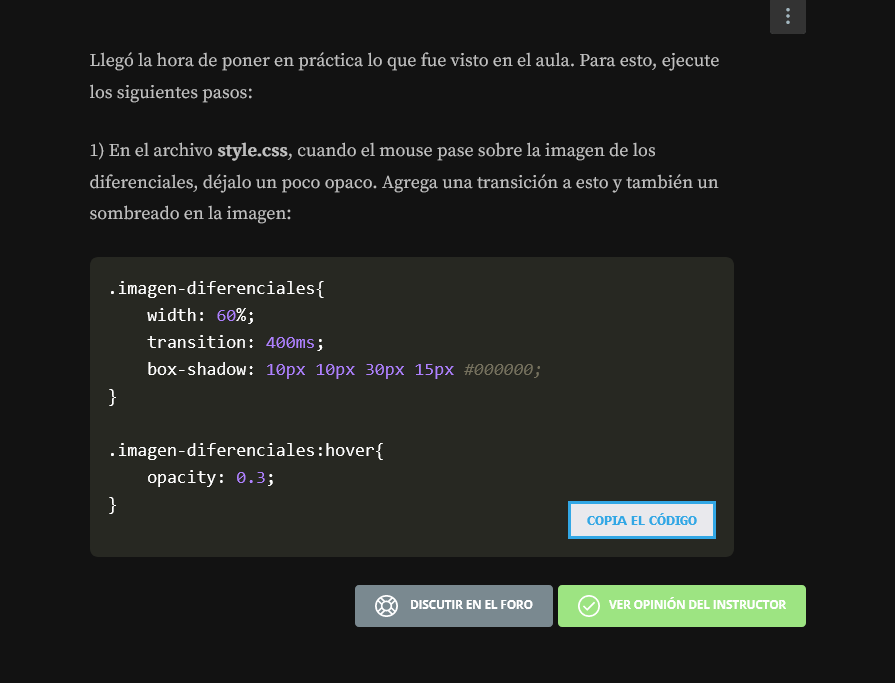 Llegó la hora de poner en práctica lo que fue visto en el aula. Para esto, ejecute
los siguientes pasos:
1) En el archivo style.css, cuando el mouse pase sobre la imagen de los
diferenciales, déjalo un poco opaco. Agrega una transición a esto y también un
sombreado en la imagen:
.imagen-diferenciales{
    width: 60%;
    transition: 400ms;
    box-shadow: 10px 10px 30px 15px #000000;
}
.imagen-diferenciales:hover{
    opacity: 0.3;
}
COPIA EL CÓDIGO
DISCUTIR EN EL FORO
VER OPINIÓN DEL INSTRUCTOR